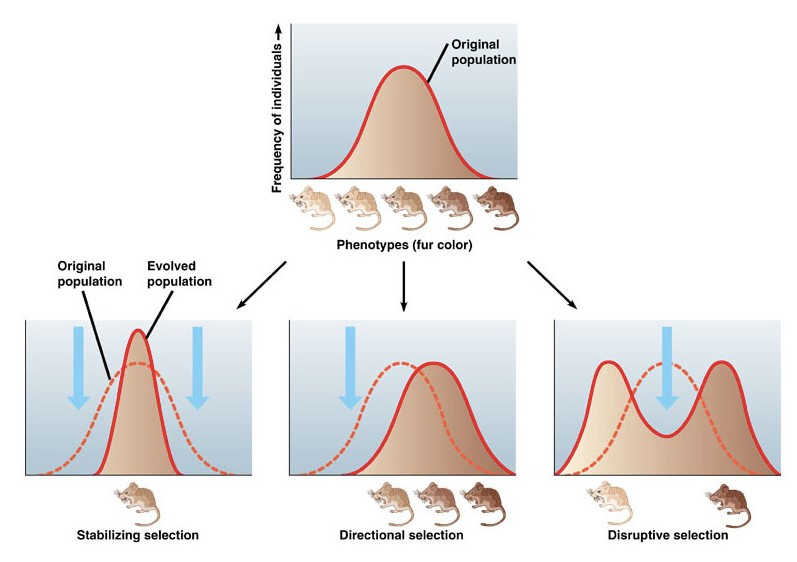 Frequency of individuals
Original
population
Phenotypes (fur color)
Original
population
Evolved
population
Stabilizing selection
Directional selection
Disruptive selection